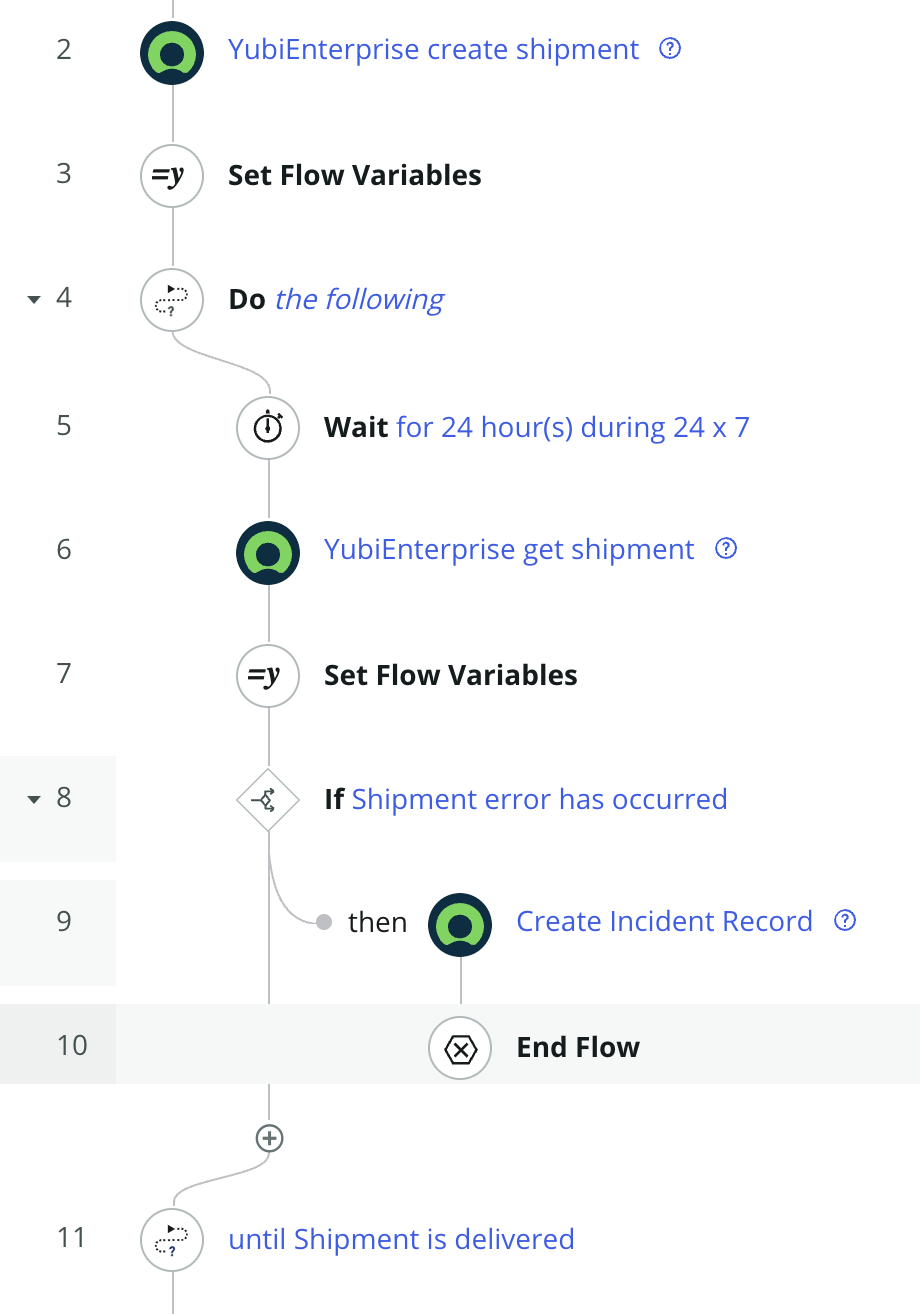 2 YubiEnterprise create shipment ?
3 =y Set Flow Variables
4 ? Do the following
5 Wait for 24 hour(s) during 24 x 7
6 YubiEnterprise get shipment ?
7 =y Set Flow Variables
8 If Shipment error has occurred
9 then Create Incident Record ?
10 End Flow
11 ? until Shipment is delivered